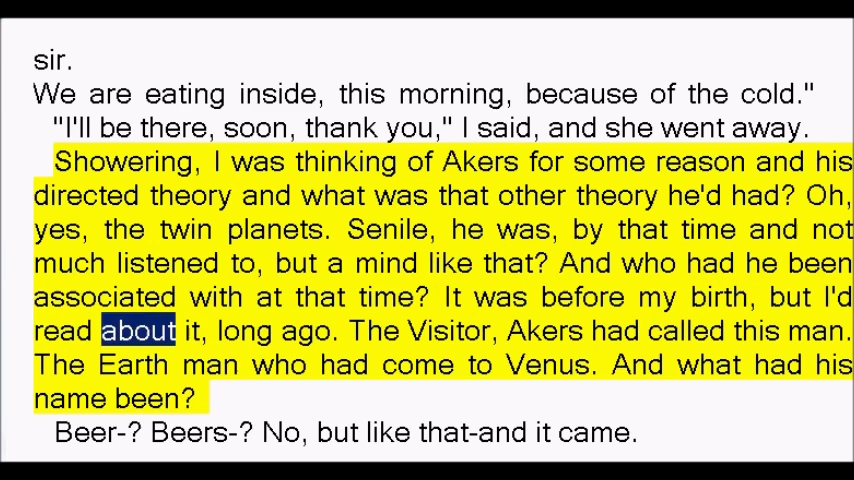 sir.
We are eating inside, this morning, because of the cold."
"I'll be there, soon, thank you," I said, and she went away.
Showering, I was thinking of Akers for some reason and his
directed theory and what was that other theory he'd had? Oh,
yes, the twin planets. Senile, he was, by that time and not
much listened to, but a mind like that? And who had he been
associated with at that time? It was before my birth, but I'd
read about it, long ago. The Visitor, Akers had called this man.
The Earth man who had come to Venus. And what had his
name been?
Beer-? Beers-? No, but like that-and it came.